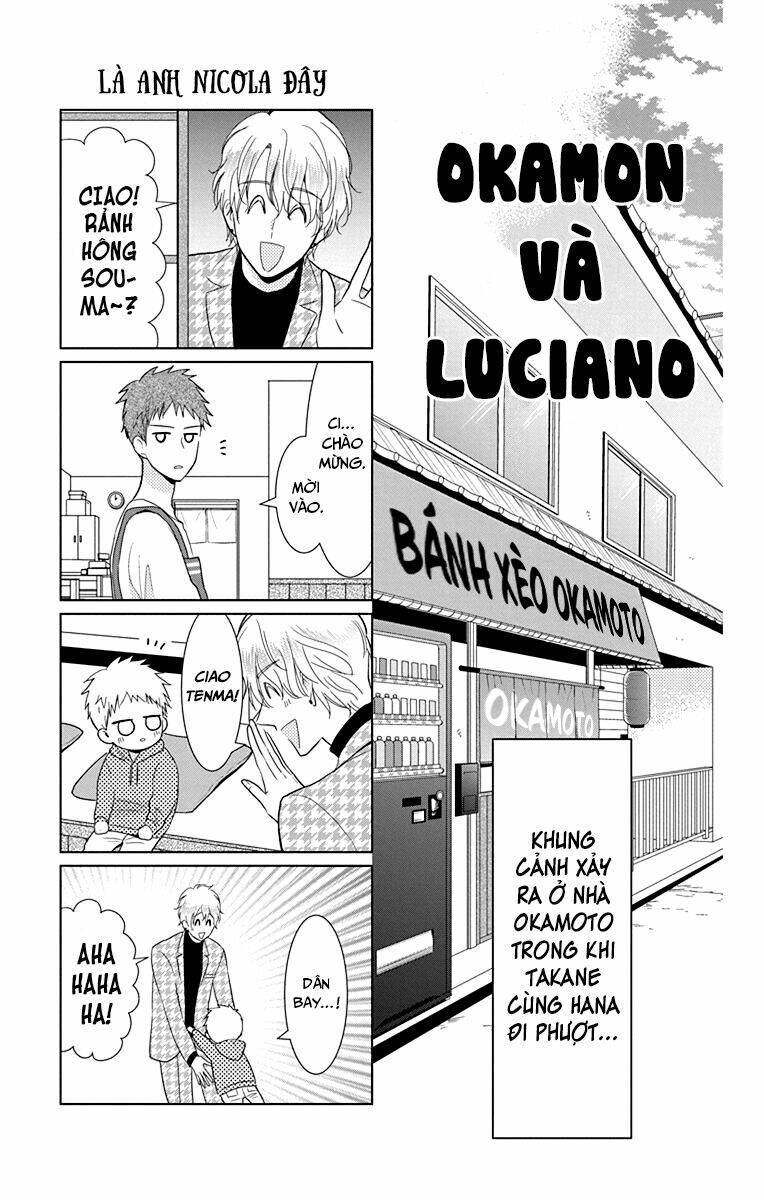 OKAMON
VÀ
LUCIANO
BÁNH XÈO OKAMOTO
OKAMOTO
KHUNG
CẢNH XẢY
RA Ở NHÀ
OKAMOTO
TRONG KHI
TAKANE
CÙNG HANA
ĐI PHƯỢT...
LÀ ANH NICOLA ĐÂY
CIAO!
RẢNH
HÔNG
SOU-
MA~?
CI...
CHÀO
MỪNG.
MỜI
VÀO.
CIAO
TENMA!
DÂN
BAY...!
AHA
HAHA
HA!